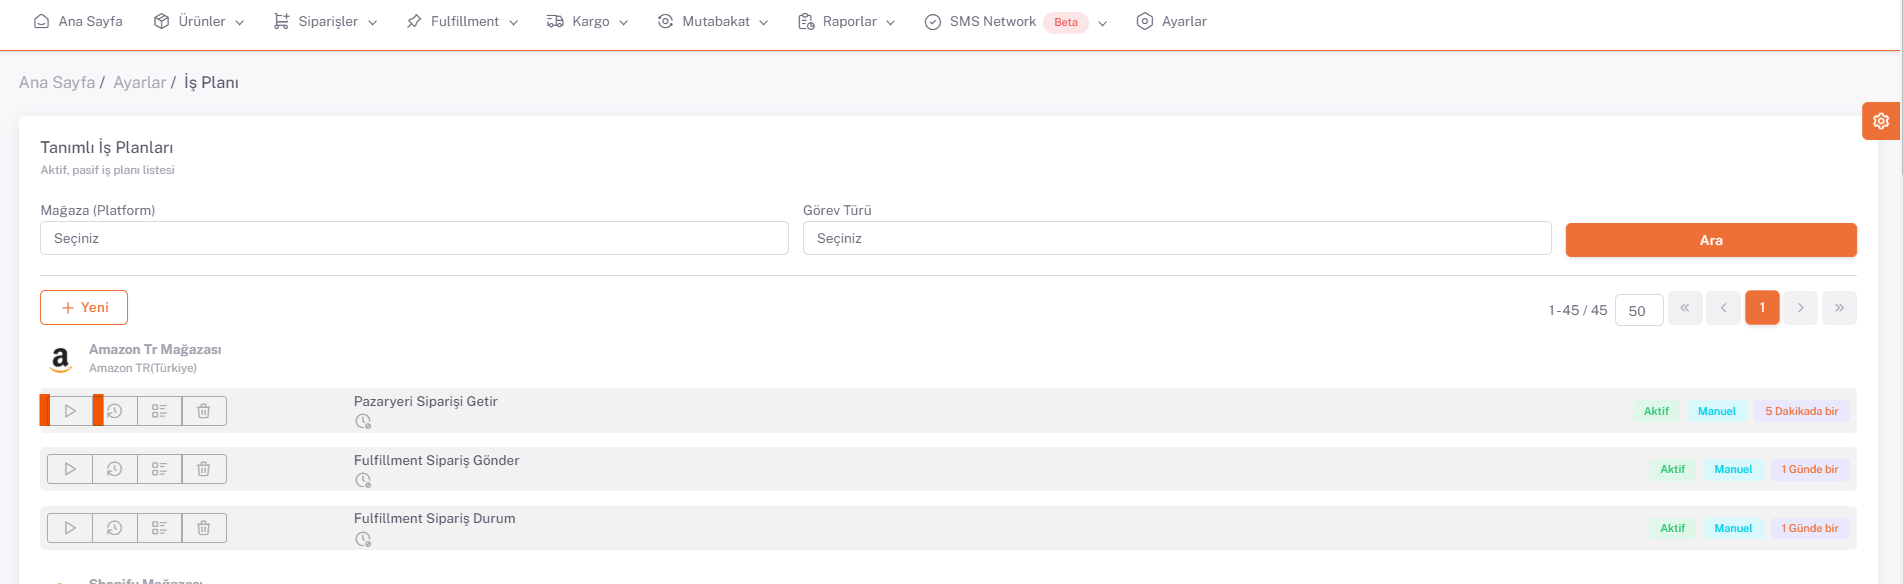 Ana Sayfa Ürünler Siparişler Fulfillment Kargo Mutabakat Raporlar SMS Network Beta Ayarlar
Ana Sayfa / Ayarlar / İş Planı
Tanımlı İş Planları
Aktif, pasif iş planı listesi
Mağaza (Platform) Görev Türü
Seçiniz Seçiniz Ara
+ Yeni 1-45 / 45 50 « < 1 > »
Amazon Tr Mağazası
Amazon TR(Türkiye)
Pazaryeri Siparişi Getir Aktif Manuel 5 Dakikada bir
Fulfillment Sipariş Gönder Aktif Manuel 1 Günde bir
Fulfillment Sipariş Durum Aktif Manuel 1 Günde bir
Shopify Mağazası